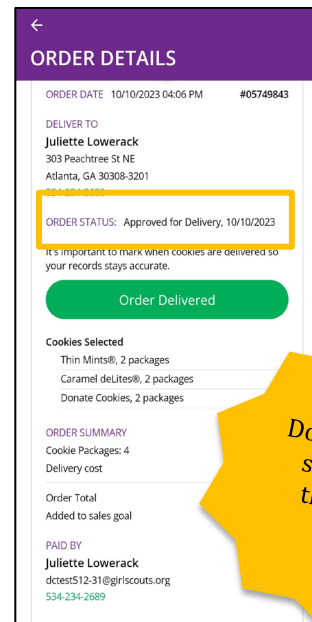 ORDER DETAILS
ORDER DATE 10/10/2023 04:06 PM #05749843
DELIVER TO
Juliette Lowerack
303 Peachtree St NE
Atlanta, GA 30308-3201
ORDER STATUS: Approved for Delivery, 10/10/2023
It's important to mark when cookies are delivered so
your records stays accurate.
Order Delivered
Cookies Selected
Thin Mints®, 2 packages
Caramel deLites®, 2 packages
Donate Cookies, 2 packages
ORDER SUMMARY
Cookie Packages: 4
Delivery cost
Order Total
Added to sales goal
PAID BY
Juliette Lowerack
dctest512-31@girlscouts.org
534-234-2689